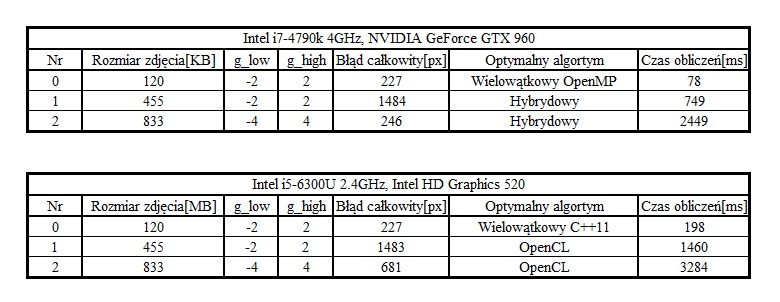 Intel i7-4790k 4GHz, NVIDIA GeForce GTX 960
Nr Rozmiar zdjęcia[KB] g_low g_high Błąd całkowity[px] Optymalny algortym Czas obliczeń[ms]
0 120 -2 2 227 Wielowątkowy OpenMP 78
1 455 -2 2 1484 Hybrydowy 749
2 833 -4 4 246 Hybrydowy 2449
Intel i5-6300U 2.4GHz, Intel HD Graphics 520
Nr Rozmiar zdjęcia[MB] g_low g_high Błąd całkowity[px] Optymalny algortym Czas obliczeń[ms]
0 120 -2 2 227 Wielowątkowy C++11 198
1 455 -2 2 1483 OpenCL 1460
2 833 -4 4 681 OpenCL 3284